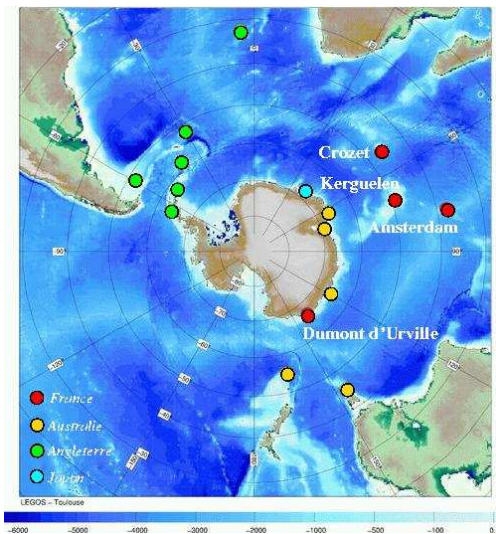 Crozet
Kerguelen
Amsterdam
Dumont d'Urville
France
Australie
Angleterre
Japon
LEGOS – Toulouse
-6000 -5000 -4000 -3000 -2000 -1000 -100 0.